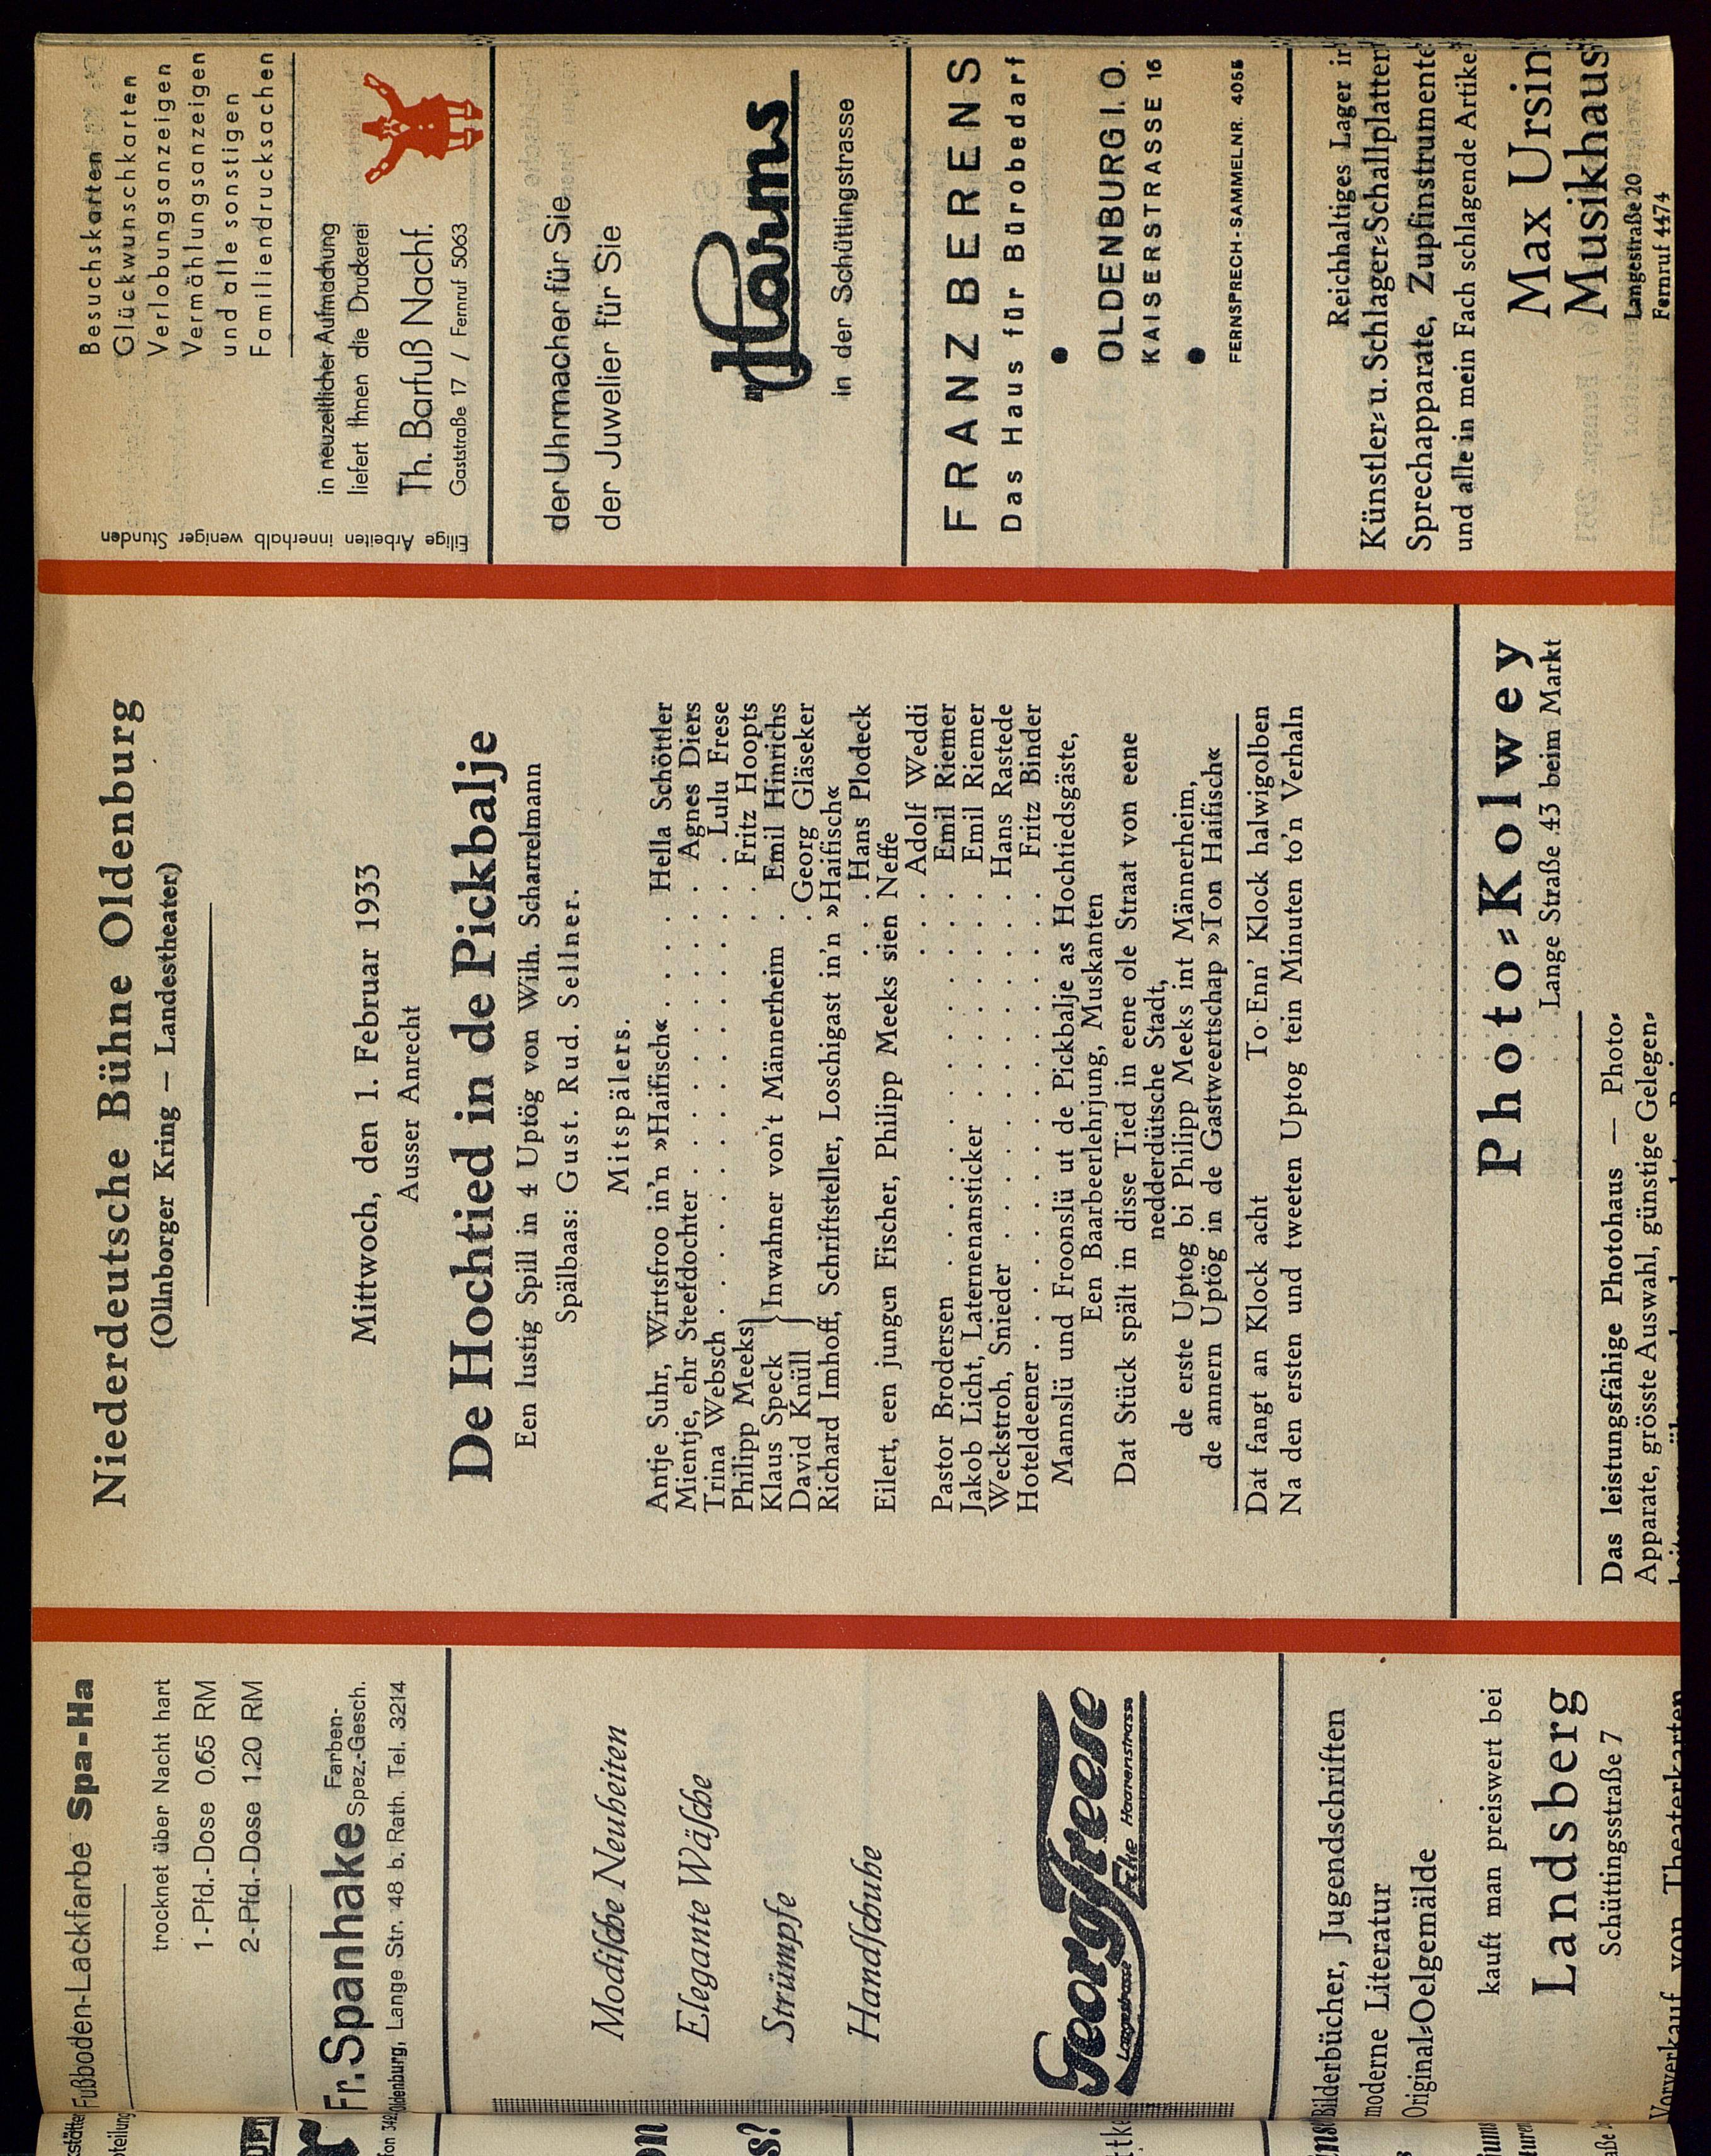 Fußboden-Lackfarbe Spa-Ha
trocknet über Nacht hart
1-Pfd.-Dose 0.65 RM
2-Pfd.-Dose 1.20 RM
Fr. Spanhake Farben-
Spez.-Gesch.
Oldenburg, Lange Str. 48 b. Rath. Tel. 3214
Modische Neuheiten
Elegante Wäsche
Strümpfe
Handschuhe
Georg Freese
Langestrasse Ecke Haarenstrasse
Bilderbücher, Jugendschriften
moderne Literatur
Original-Oelgemälde
kauft man preiswert bei
Landsberg
Schüttingsstraße 7
Vorverkauf von Theaterkarten
Niederdeutsche Bühne Oldenburg
(Ollnborger Kring — Landestheater)
Mittwoch, den 1. Februar 1933
Ausser Anrecht
De Hochtied in de Pickbalje
Een lustig Spill in 4 Uptög von Wilh. Scharrelmann
Spälbaas: Gust. Rud. Sellner.
Mitspälers.
Antje Suhr, Wirtsfroo in'n »Haifisch« . . . . Hella Schöttler
Mientje, ehr Steefdochter . . . . . . . . . . Agnes Diers
Trina Websch . . . . . . . . . . . . . . Lulu Frese
Philipp Meeks . Fritz Hoopts
Klaus Speck } Inwahner von't Männerheim . Emil Hinrichs
David Knüll . Georg Gläseker
Richard Imhoff, Schriftsteller, Loschigast in'n »Haifisch«
. . . Hans Plodeck
Eilert, een jungen Fischer, Philipp Meeks sien Neffe
. . . Adolf Weddi
Pastor Brodersen . . . . . . . . . . . . Emil Riemer
Jakob Licht, Laternenansticker . . . . . . . Emil Riemer
Weckstroh, Snieder . . . . . . . . . . . Hans Rastede
Hoteldeener . . . . . . . . . . . . . . Fritz Binder
Mannslü und Froonslü ut de Pickbalje as Hochtiedsgäste,
Een Baarbeerlehrjung, Muskanten
Dat Stück spält in disse Tied in eene ole Straat von eene
nedderdütsche Stadt,
de erste Uptog bi Philipp Meeks int Männerheim,
de annern Uptög in de Gastweertschap »Ton Haifisch«
Dat fangt an Klock acht To Enn' Klock halwigolben
Na den ersten und tweeten Uptog tein Minuten to'n Verhaln
Photo-Kolwey
Lange Straße 43 beim Markt
Das leistungsfähige Photohaus — Photo-
Apparate, grösste Auswahl, günstige Gelegen-
Besuchskarten
Glückwunschkarten
Verlobungsanzeigen
Vermählungsanzeigen
und alle sonstigen
Familiendrucksachen
in neuzeitlicher Aufmachung
liefert Ihnen die Druckerei
Th. Barfuß Nachf.
Gaststraße 17 / Fernruf 5063
Eilige Arbeiten innerhalb weniger Stunden
der Uhrmacher für Sie
der Juwelier für Sie
Harms
in der Schüttingstrasse
FRANZ BERENS
Das Haus für Bürobedarf
OLDENBURG I. O.
KAISERSTRASSE 16
FERNSPRECH-SAMMELNR. 4055
Reichhaltiges Lager in
Künstler- u. Schlager-Schallplatten
Sprechapparate, Zupfinstrumente
und alle in mein Fach schlagende Artikel
Max Ursin
Musikhaus
Langestraße 20
Fernruf 4474